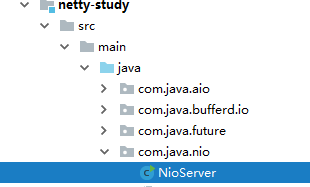 netty-study
src
main
java
com.java.aio
com.java.bufferd.io
com.java.future
com.java.nio
NioServer